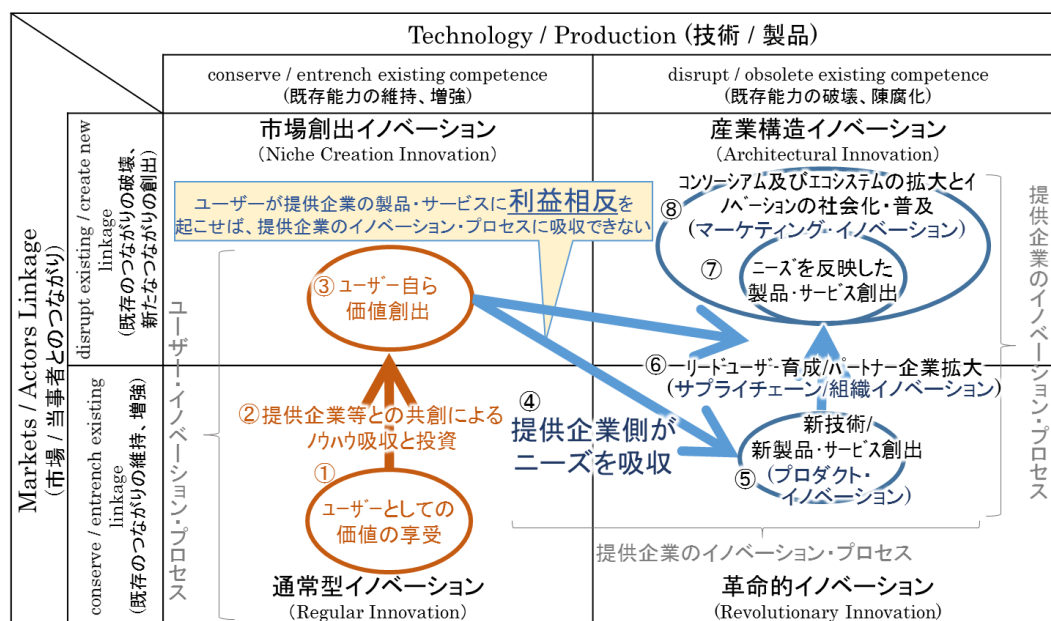 Technology / Production (技術 / 製品)
conserve / entrench existing competence
(既存能力の維持、増強)
disrupt / obsolete existing competence
(既存能力の破壊、陳腐化)
Markets / Actors Linkage
(市場 / 当事者とのつながり)
disrupt existing / create new
linkage
(既存のつながりの破壊、
新たなつながりの創出)
conserve / entrench existing
linkage
(既存のつながりの維持、増強)
市場創出イノベーション
(Niche Creation Innovation)
産業構造イノベーション
(Architectural Innovation)
ユーザーが提供企業の製品・サービスに利益相反を
起こせば、提供企業のイノベーション・プロセスに吸収できない
⑧
コンソーシアム及びエコシステムの拡大とイ
ノベーションの社会化・普及
(マーケティング・イノベーション)
⑦
ニーズを反映した
製品・サービス創出
③ユーザー自ら
価値創出
⑥
リードユーザー育成/パートナー企業拡大
(サプライチェーン/組織イノベーション)
②提供企業等との共創による
ノウハウ吸収と投資
④
提供企業側が
ニーズを吸収
新技術/
新製品・サービス創出
⑤
(プロダクト・
イノベーション)
①
ユーザーとしての
価値の享受
ユーザー・イノベーション・プロセス
提供企業のイノベーション・プロセス
提供企業のイノベーション・プロセス
通常型イノベーション
(Regular Innovation)
革命的イノベーション
(Revolutionary Innovation)